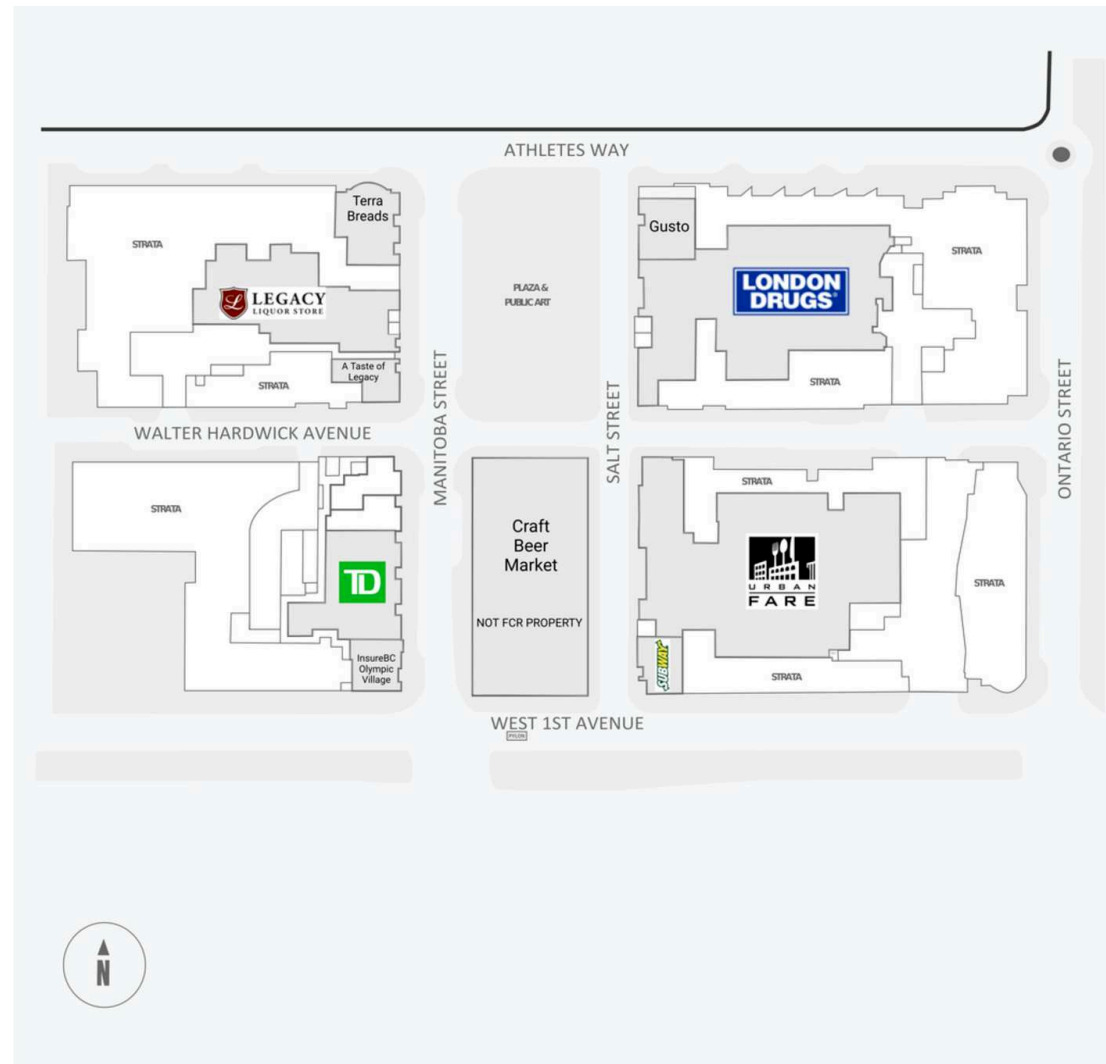 ATHLETES WAY
Terra
Breads
STRATA
L LEGACY
LIQUOR STORE
A Taste of
Legacy
STRATA
PLAZA &
PUBLIC ART
Gusto
LONDON
DRUGS®
STRATA
STRATA
MANITOBA STREET
SALT STREET
ONTARIO STREET
WALTER HARDWICK AVENUE
STRATA
TD
InsureBC
Olympic
Village
Craft
Beer
Market
NOT FCR PROPERTY
STRATA
URBAN
FARE
STRATA
SUBWAY
STRATA
WEST 1ST AVENUE
PYLON
N